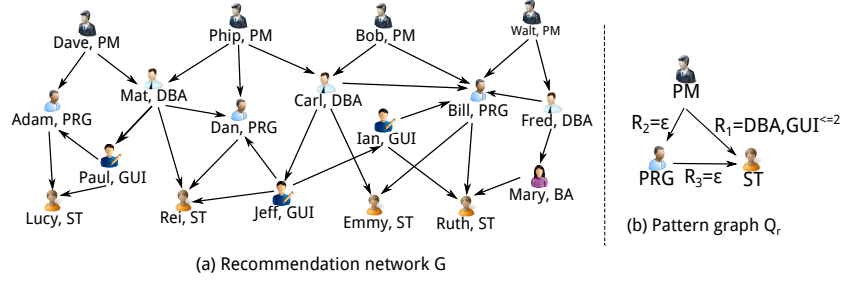 Dave, PM
Phip, PM
Bob, PM
Walt, PM
Mat, DBA
Carl, DBA
Adam, PRG
Dan, PRG
Bill, PRG
Fred, DBA
Ian, GUI
Paul, GUI
Mary, BA
Lucy, ST
Rei, ST
Jeff, GUI
Emmy, ST
Ruth, ST
(a) Recommendation network G
PM
R₂=ε
R₁=DBA,GUI^<=2
PRG
R₃=ε
ST
(b) Pattern graph Qᵣ